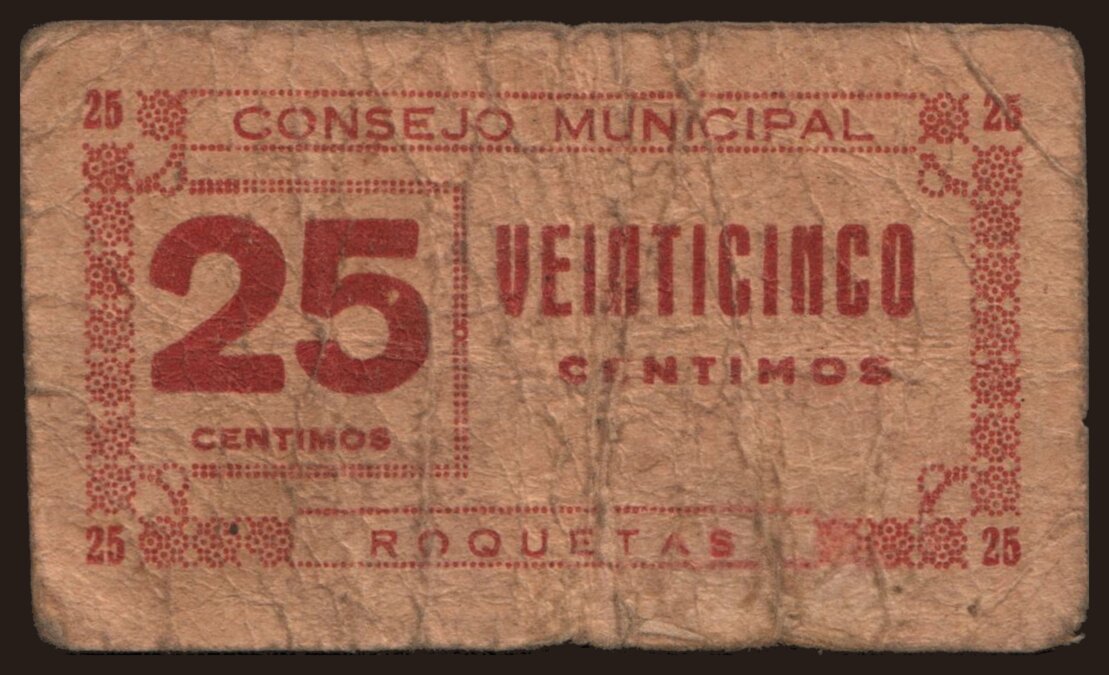 25 CONSEJO MUNICIPAL 25
25
CENTIMOS
VEINTICINCO
CENTIMOS
25 ROQUETAS 25